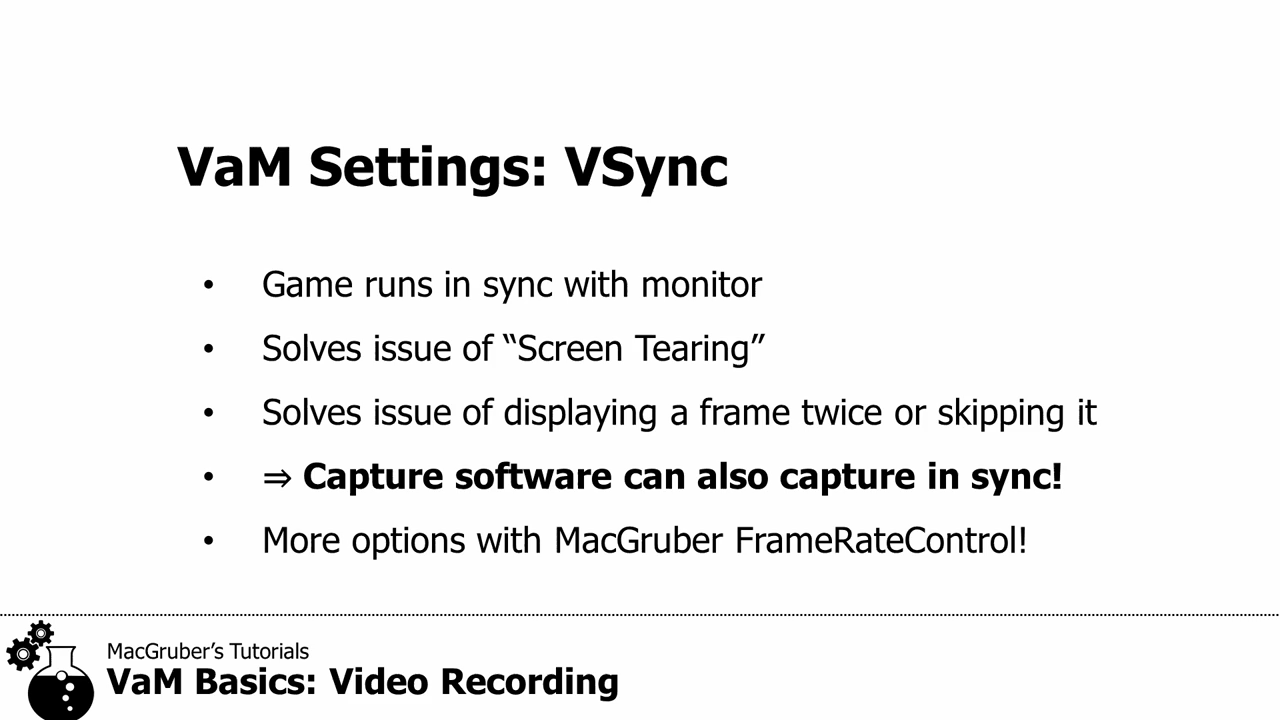 VaM Settings: VSync
• Game runs in sync with monitor
• Solves issue of “Screen Tearing”
• Solves issue of displaying a frame twice or skipping it
• ⇒ Capture software can also capture in sync!
• More options with MacGruber FrameRateControl!
MacGruber’s Tutorials
VaM Basics: Video Recording